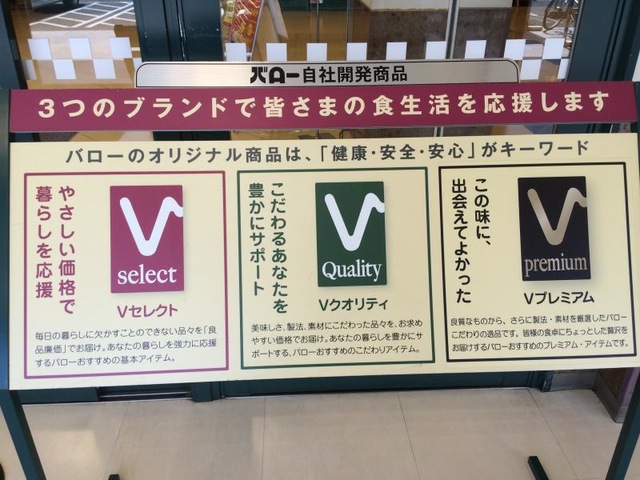 バロー自社開発商品
3つのブランドで皆さまの食生活を応援します
バローのオリジナル商品は、「健康・安全・安心」がキーワード
やさしい価格で
暮らしを応援
V
select
Vセレクト
毎日の暮らしに欠かすことのできない品々を「良
品廉価」でお届け。あなたの暮らしを強力に応援
するバローおすすめの基本アイテム。
こだわるあなたを
豊かにサポート
V
Quality
Vクオリティ
美味しさ、製法、素材にこだわった品々を、お求め
やすい価格でお届け。あなたの暮らしを豊かにサ
ポートする、バローおすすめのこだわりアイテム。
この味に、
出会えてよかった
V
premium
Vプレミアム
良質なものから、さらに製法・素材を厳選したバロー
こだわりの逸品です。皆様の食卓にちょっとした贅沢を
お届けするバローおすすめのプレミアム・アイテムです。